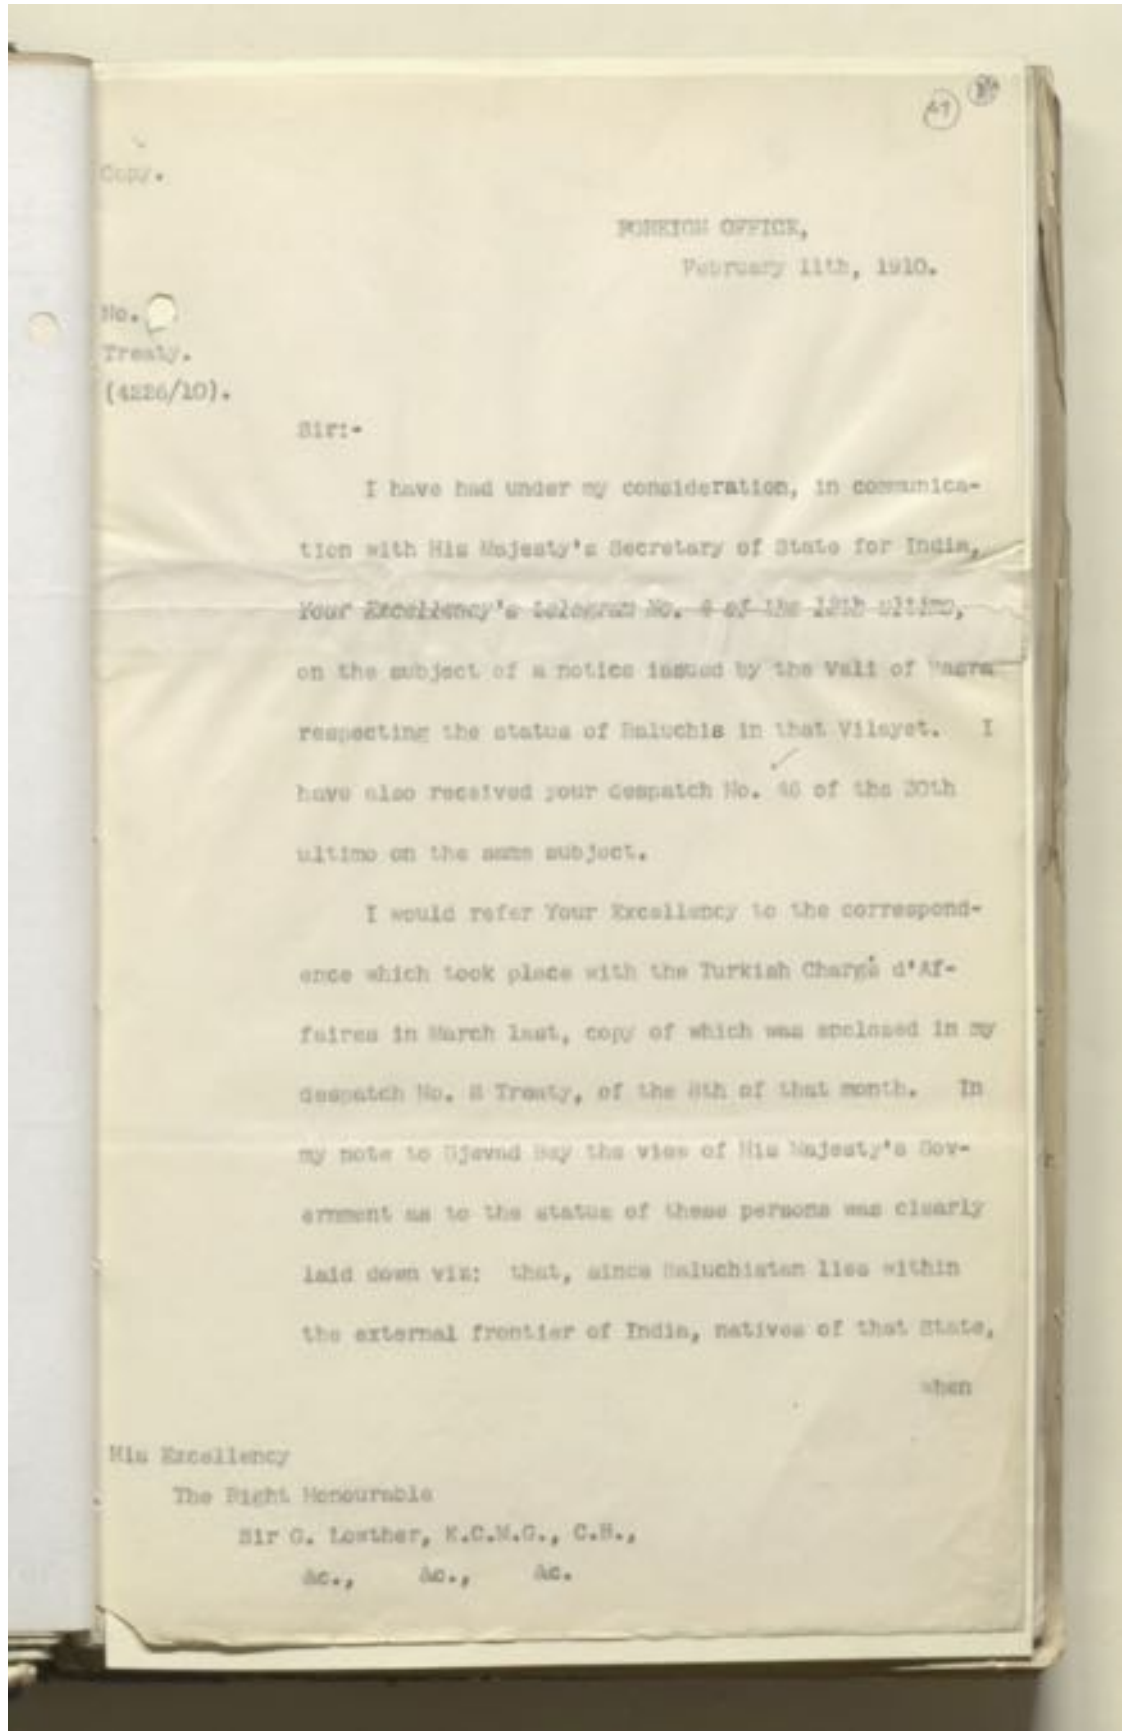 47
Copy.
FOREIGN OFFICE,
February 11th, 1910.
No.
Treaty.
(4226/10).
Sir:-
I have had under my consideration, in communica-
tion with His Majesty's Secretary of State for India,
Your Excellency's telegram No. 4 of the 19th ultimo,
on the subject of a notice issued by the Vali of Basra
respecting the status of Baluchis in that Vilayet. I
have also received your despatch No. 46 of the 30th
ultimo on the same subject.
I would refer Your Excellency to the correspond-
ence which took place with the Turkish Chargé d'Af-
faires in March last, copy of which was enclosed in my
despatch No. 8 Treaty, of the 8th of that month. In
my note to Djevad Bey the view of His Majesty's Gov-
ernment as to the status of these persons was clearly
laid down viz: that, since Baluchistan lies within
the external frontier of India, natives of that State,
when
His Excellency
The Right Honourable
Sir G. Lowther, K.C.M.G., C.B.,
&c., &c., &c.